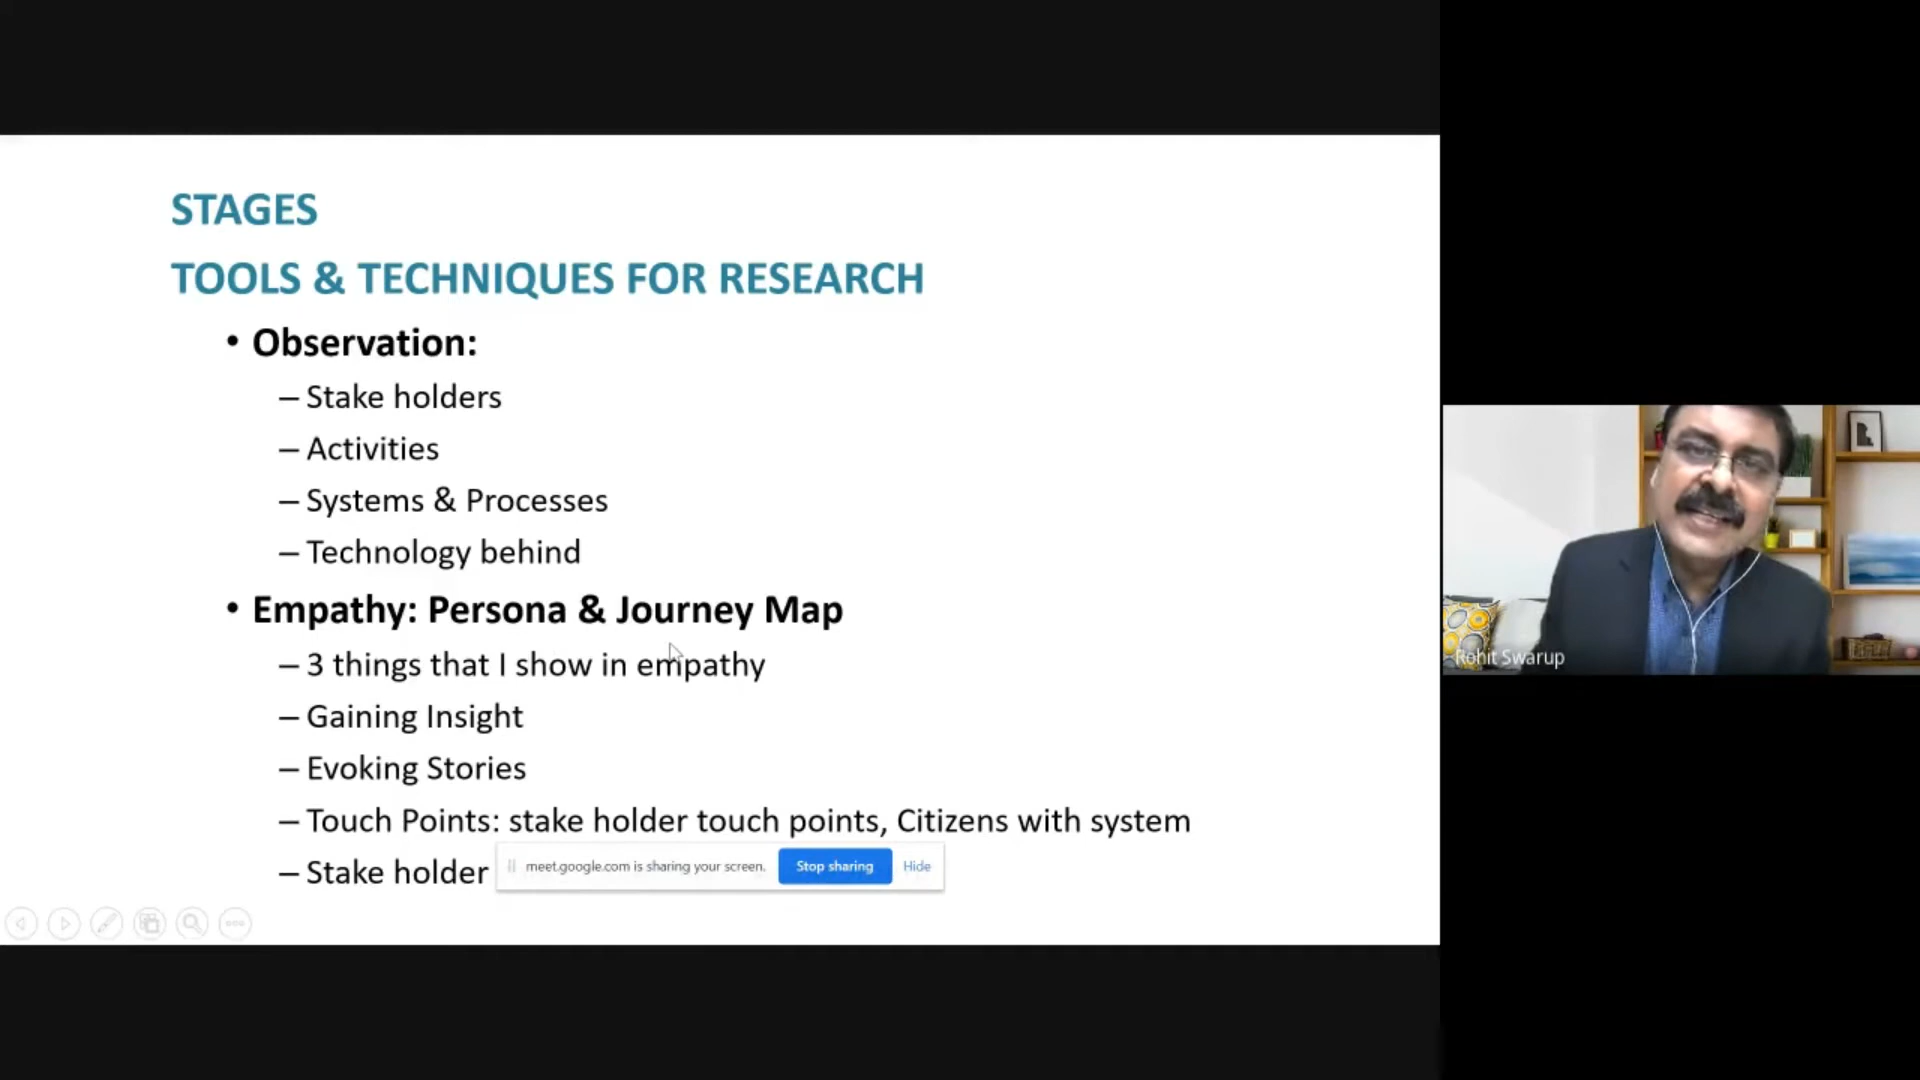 STAGES
TOOLS & TECHNIQUES FOR RESEARCH
• Observation:
– Stake holders
– Activities
– Systems & Processes
– Technology behind
• Empathy: Persona & Journey Map
– 3 things that I show in empathy
– Gaining Insight
– Evoking Stories
– Touch Points: stake holder touch points, Citizens with system
– Stake holder
meet.google.com is sharing your screen. Stop sharing Hide
Rohit Swarup